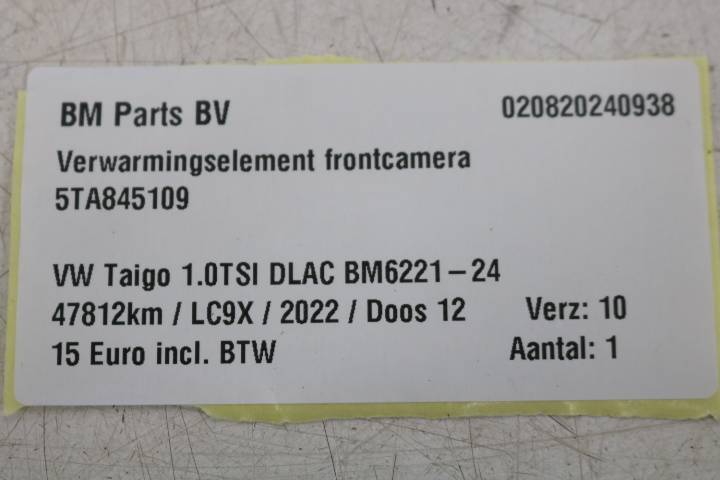 BM Parts BV 020820240938
Verwarmingselement frontcamera
5TA845109
VW Taigo 1.0TSI DLAC BM6221-24
47812km / LC9X / 2022 / Doos 12 Verz: 10
15 Euro incl. BTW Aantal: 1